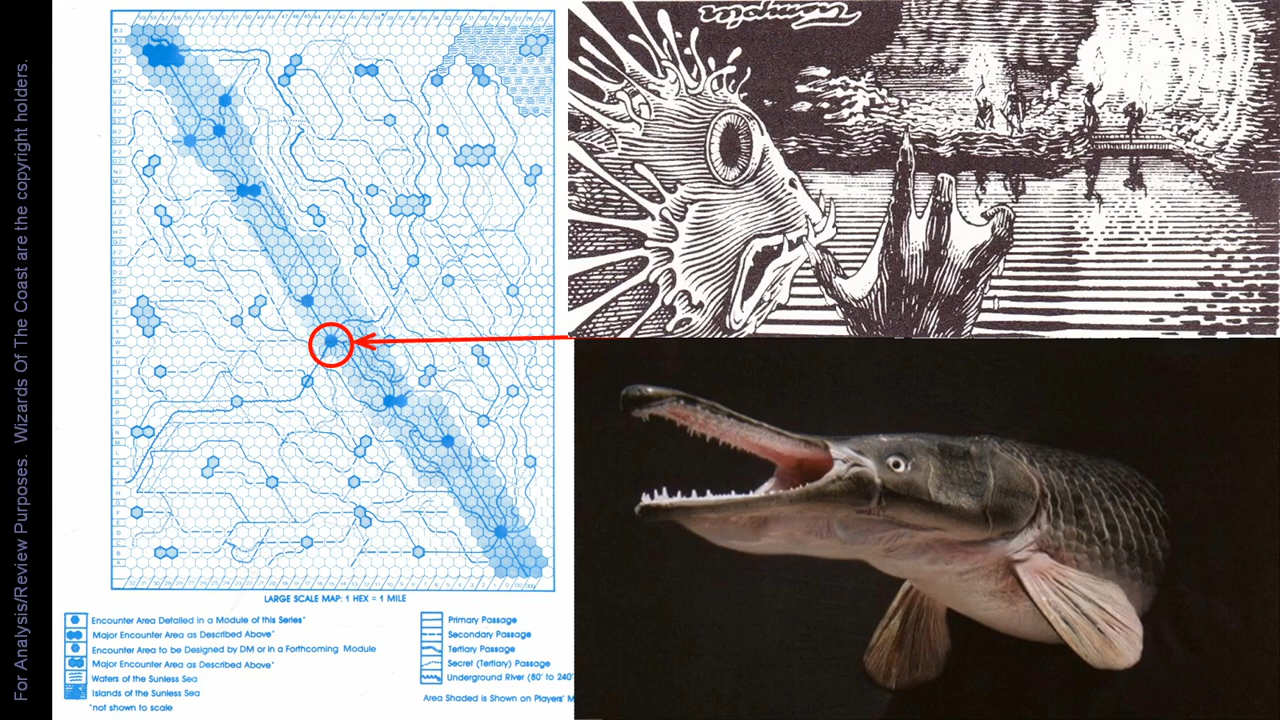 For Analysis/Review Purposes. Wizards Of The Coast are the copyright holders.
LARGE SCALE MAP: 1 HEX = 1 MILE
Encounter Area Detailed in a Module of this Series*
Major Encounter Area as Described Above*
Encounter Area to be Designed by DM or in a Forthcoming Module
Major Encounter Area as Described Above*
Waters of the Sunless Sea
Islands of the Sunless Sea
*not shown to scale
Primary Passage
Secondary Passage
Tertiary Passage
Secret (Tertiary) Passage
Underground River (80' to 240'
Area Shaded is Shown on Players' M